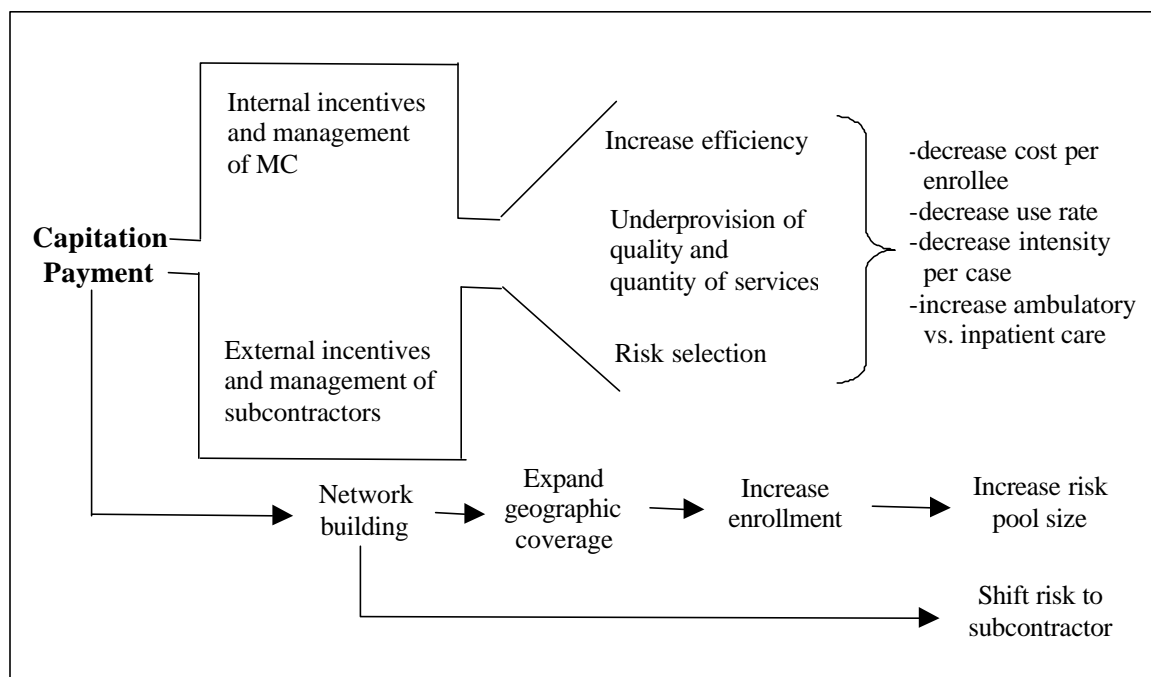 Internal incentives
and management
of MC
Capitation
Payment
External incentives
and management of
subcontractors
Increase efficiency
Underprovision of
quality and
quantity of services
Risk selection
-decrease cost per
enrollee
-decrease use rate
-decrease intensity
per case
-increase ambulatory
vs. inpatient care
Network
building
Expand
geographic
coverage
Increase
enrollment
Increase risk
pool size
Shift risk to
subcontractor